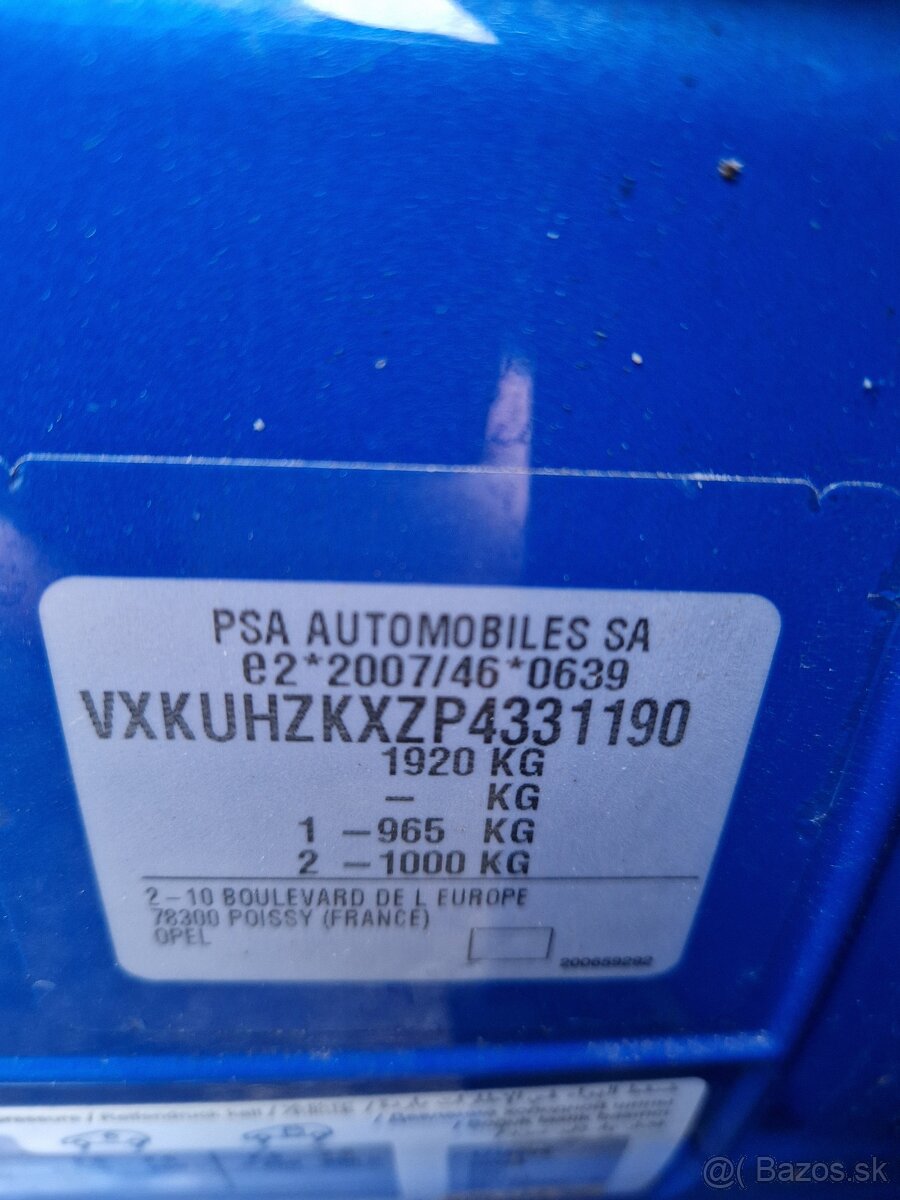 PSA AUTOMOBILES SA
e2*2007/46*0639
VXKUHZKXZP4331190
1920 KG
– KG
1 –965 KG
2 –1000 KG
2-10 BOULEVARD DE L EUROPE
78300 POISSY (FRANCE)
OPEL
200659292
@( Bazos.sk